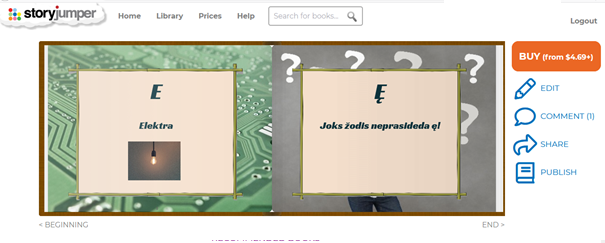 storyjumper
Home Library Prices Help Search for books...
Logout
BUY (from $4.69+)
EDIT
COMMENT (1)
SHARE
PUBLISH
E
Elektra
Ę
Joks žodis neprasideda ę!
< BEGINNING
END >